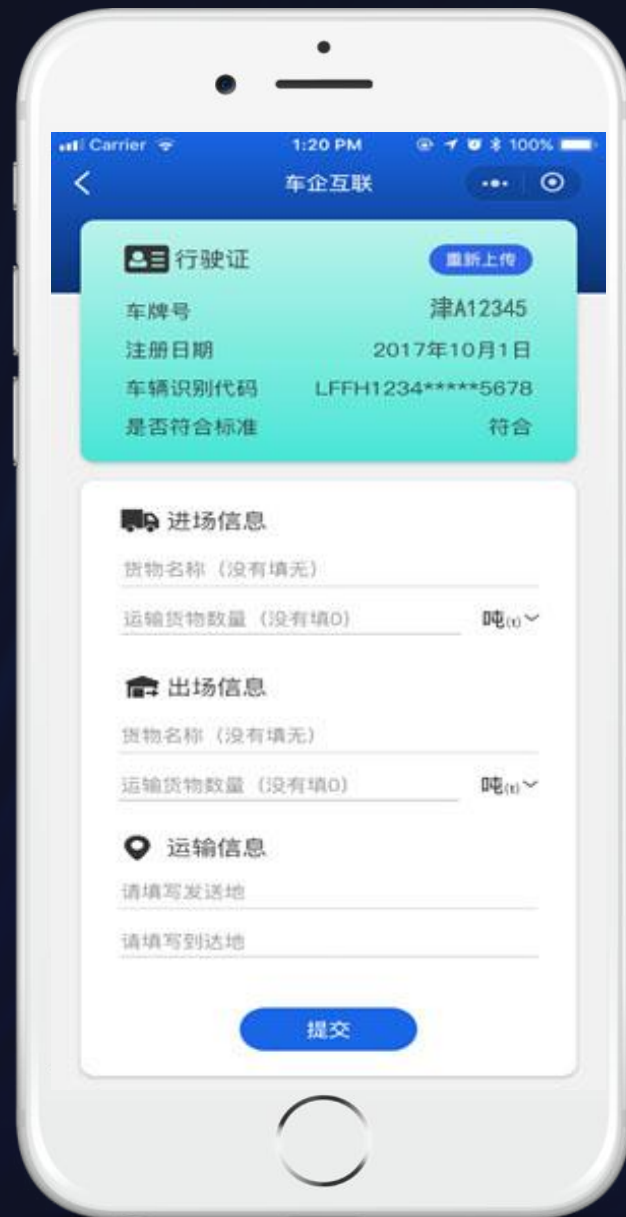 Carrier 1:20 PM 100%
车企互联
行驶证 重新上传
车牌号 津A12345
注册日期 2017年10月1日
车辆识别代码 LFFH1234*****5678
是否符合标准 符合
进场信息
货物名称（没有填无）
运输货物数量（没有填0） 吨(t)
出场信息
货物名称（没有填无）
运输货物数量（没有填0） 吨(t)
运输信息
请填写发送地
请填写到达地
提交